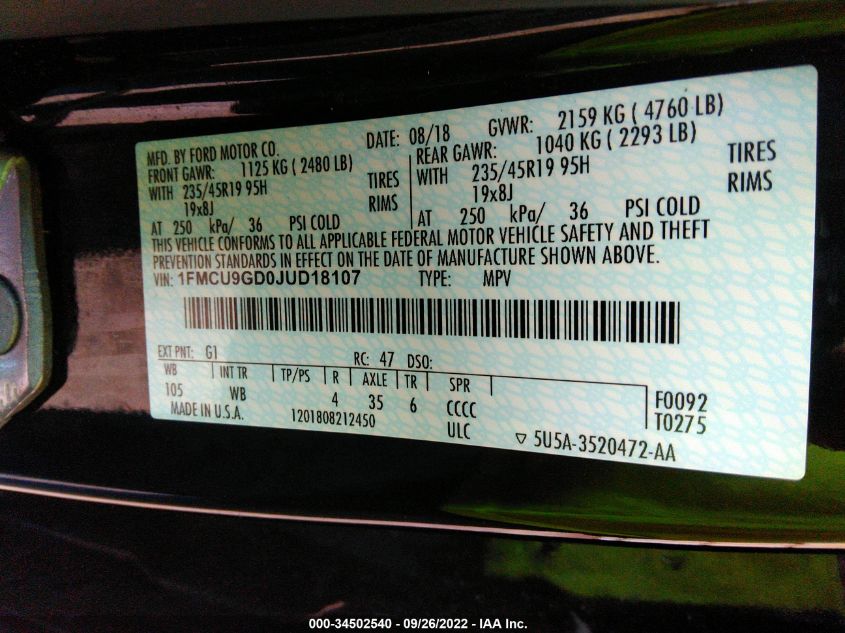 MFD. BY FORD MOTOR CO. DATE: 08/18 GVWR: 2159 KG ( 4760 LB)
FRONT GAWR: 1125 KG ( 2480 LB) REAR GAWR: 1040 KG ( 2293 LB)
WITH 235/45R19 95H TIRES WITH 235/45R19 95H TIRES
19x8J RIMS 19x8J RIMS
AT 250 kPa/ 36 PSI COLD AT 250 kPa/ 36 PSI COLD
THIS VEHICLE CONFORMS TO ALL APPLICABLE FEDERAL MOTOR VEHICLE SAFETY AND THEFT
PREVENTION STANDARDS IN EFFECT ON THE DATE OF MANUFACTURE SHOWN ABOVE.
VIN: 1FMCU9GD0JUD18107 TYPE: MPV
EXT PNT: G1 RC: 47 DSO:
WB INT TR TP/PS R AXLE TR SPR
105 WB 4 35 6 CCCC F0092
MADE IN U.S.A. 1201808212450 ULC T0275
5U5A-3520472-AA
000-34502540 - 09/26/2022 - IAA Inc.